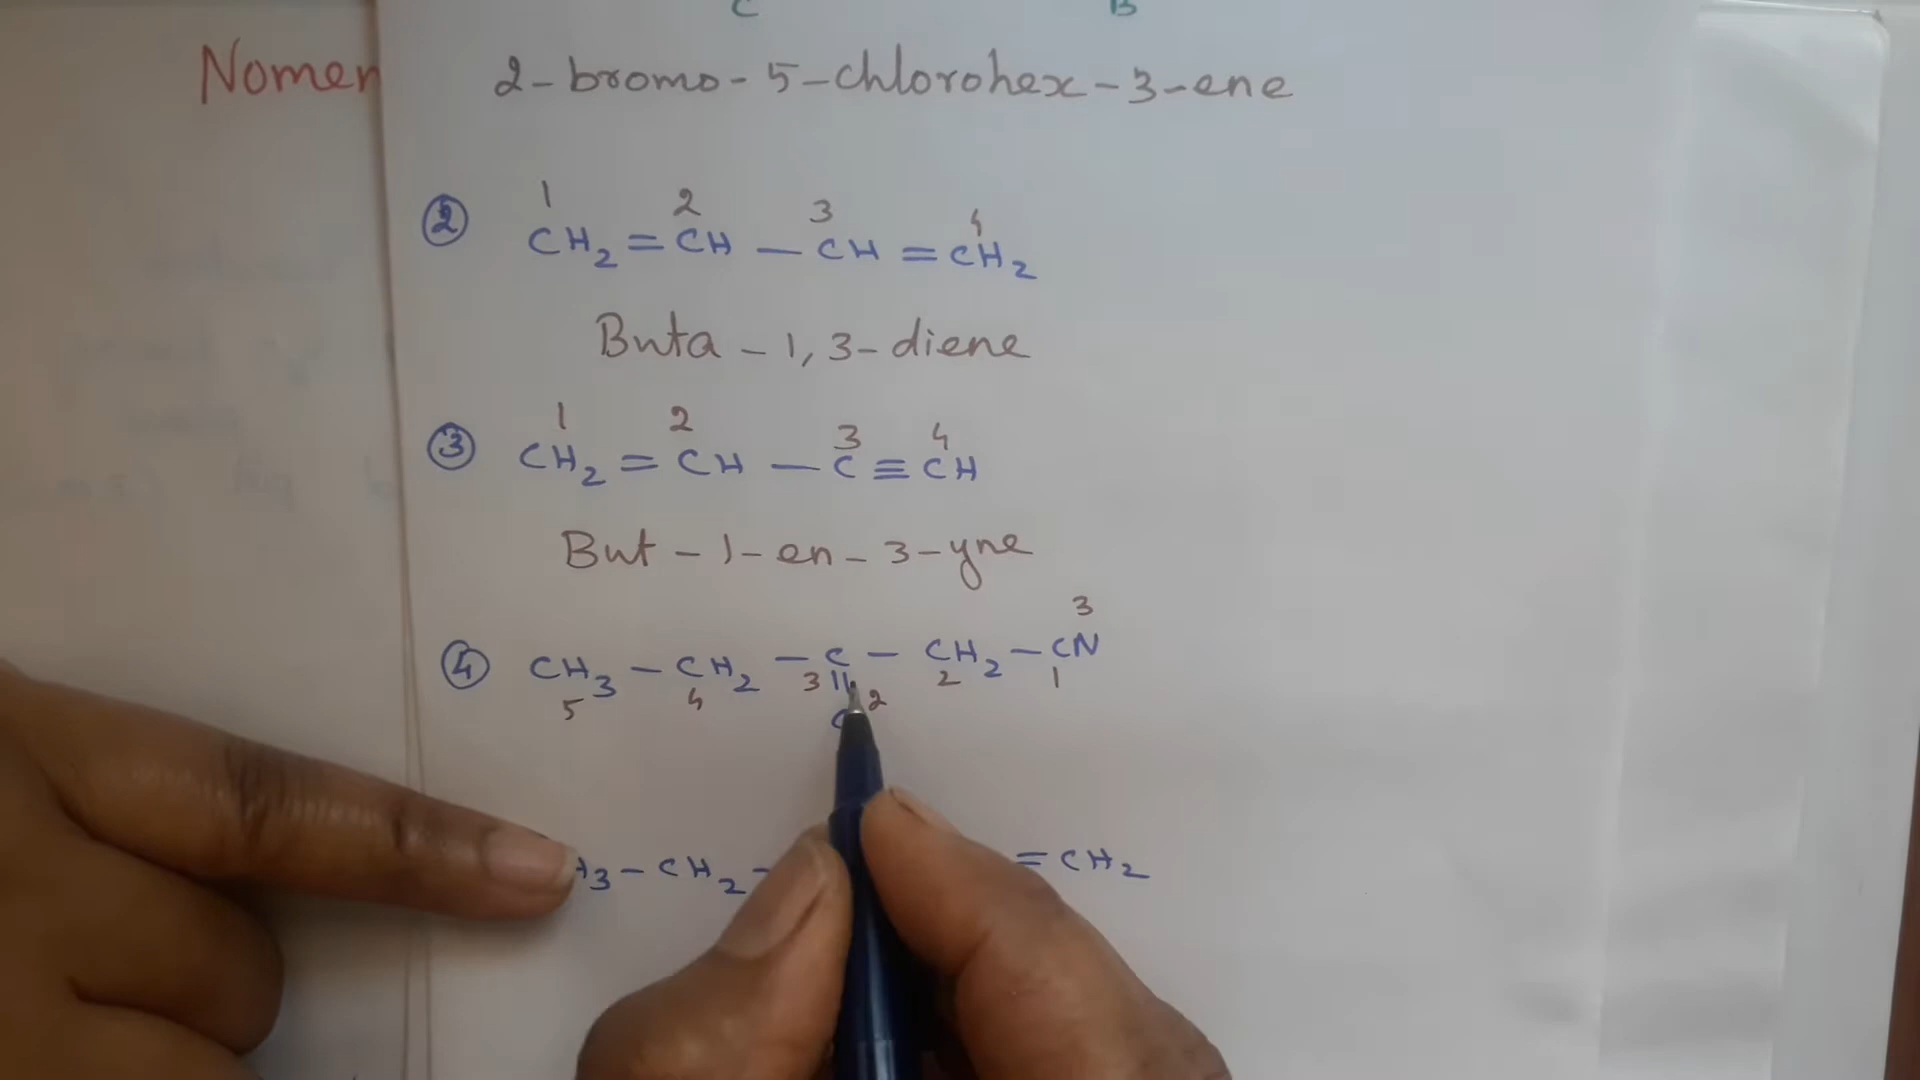 C B
Nomen
2-bromo-5-chlorohex-3-ene
1 2 3 4
② CH₂=CH—CH=CH₂
Buta-1,3-diene
1 2 3 4
③ CH₂=CH—C≡CH
But-1-en-3-yne
3
④ CH₃—CH₂—C—CH₂—CN
5 4 3 || 2 2 1
3—CH₂— =CH₂